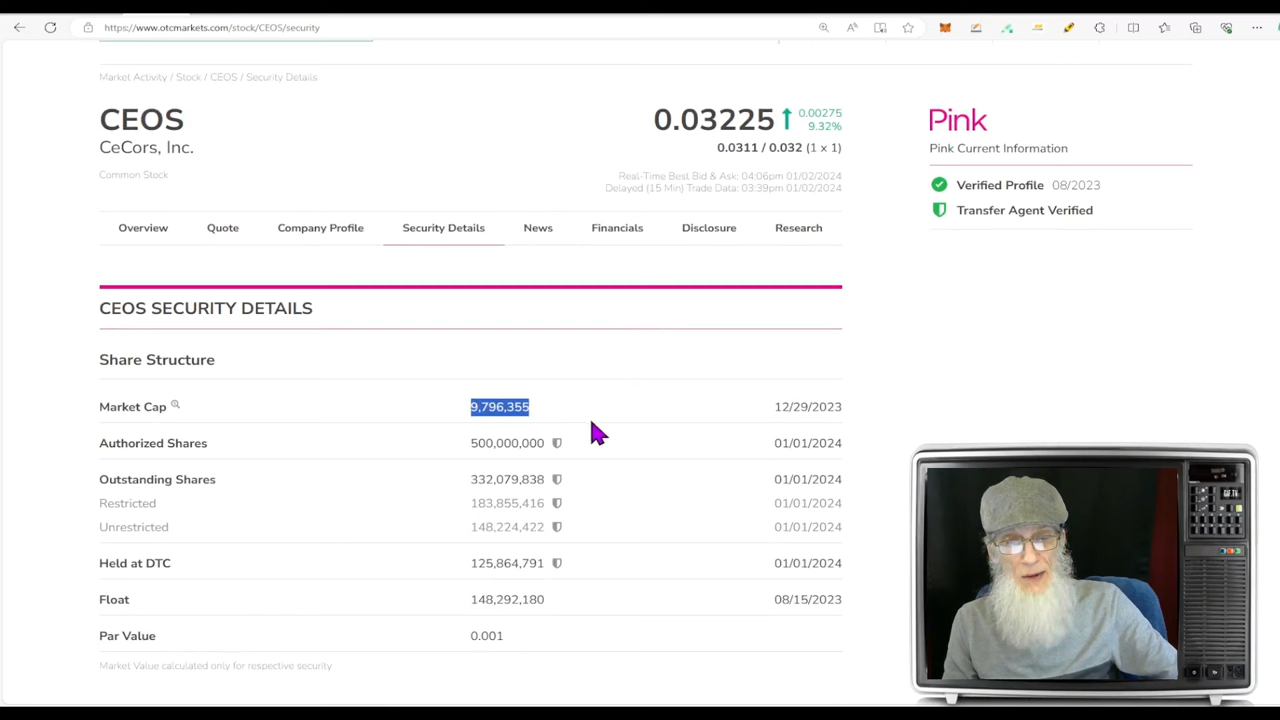 https://www.otcmarkets.com/stock/CEOS/security
Market Activity / Stock / CEOS / Security Details
CEOS
CeCors, Inc.
Common Stock
0.03225 0.00275
9.32%
0.0311 / 0.032 (1 x 1)
Real-Time Best Bid & Ask: 04:06pm 01/02/2024
Delayed (15 Min) Trade Data: 03:39pm 01/02/2024
Pink
Pink Current Information
Verified Profile 08/2023
Transfer Agent Verified
Overview Quote Company Profile Security Details News Financials Disclosure Research
CEOS SECURITY DETAILS
Share Structure
Market Cap 9,796,355 12/29/2023
Authorized Shares 500,000,000 01/01/2024
Outstanding Shares 332,079,838 01/01/2024
Restricted 183,855,416 01/01/2024
Unrestricted 148,224,422 01/01/2024
Held at DTC 125,864,791 01/01/2024
Float 148,292,180 08/15/2023
Par Value 0.001
Market Value calculated only for respective security